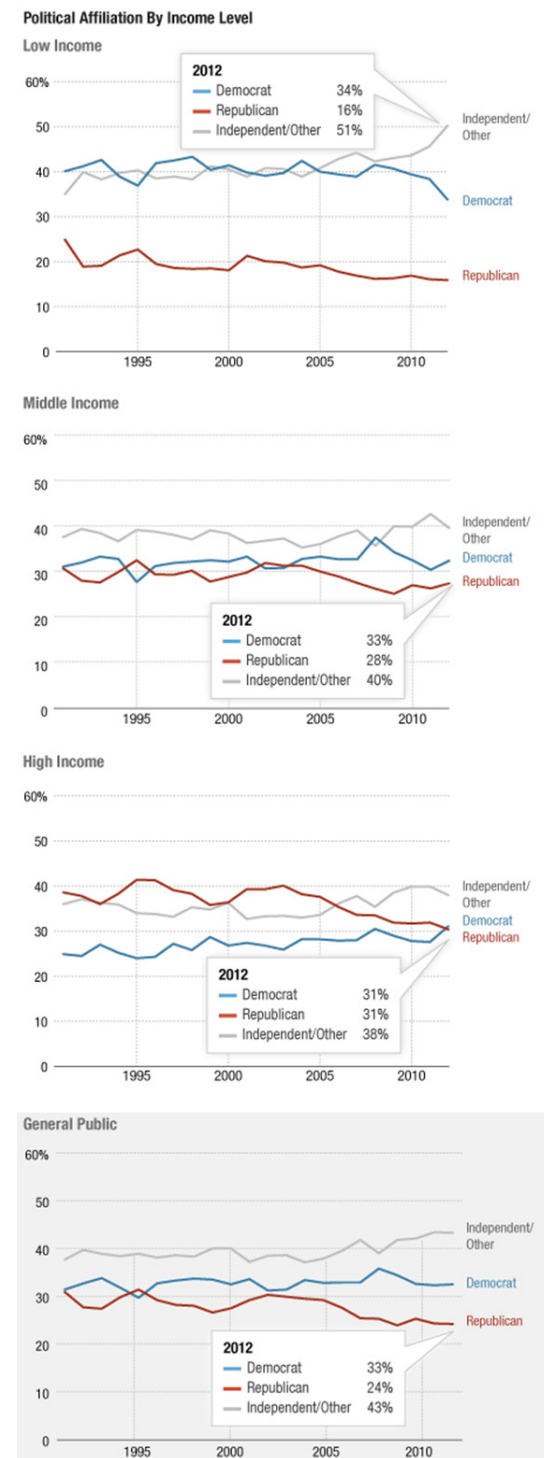 Political Affiliation By Income Level
Low Income
60%
2012
Democrat 34%
Republican 16%
Independent/Other 51%
50
40
30
20
10
0
Independent/
Other
Democrat
Republican
1995 2000 2005 2010
Middle Income
60%
50
40
30
20
10
0
Independent/
Other
Democrat
Republican
2012
Democrat 33%
Republican 28%
Independent/Other 40%
1995 2000 2005 2010
High Income
60%
50
40
30
20
10
0
Independent/
Other
Democrat
Republican
2012
Democrat 31%
Republican 31%
Independent/Other 38%
1995 2000 2005 2010
General Public
60%
50
40
30
20
10
0
Independent/
Other
Democrat
Republican
2012
Democrat 33%
Republican 24%
Independent/Other 43%
1995 2000 2005 2010